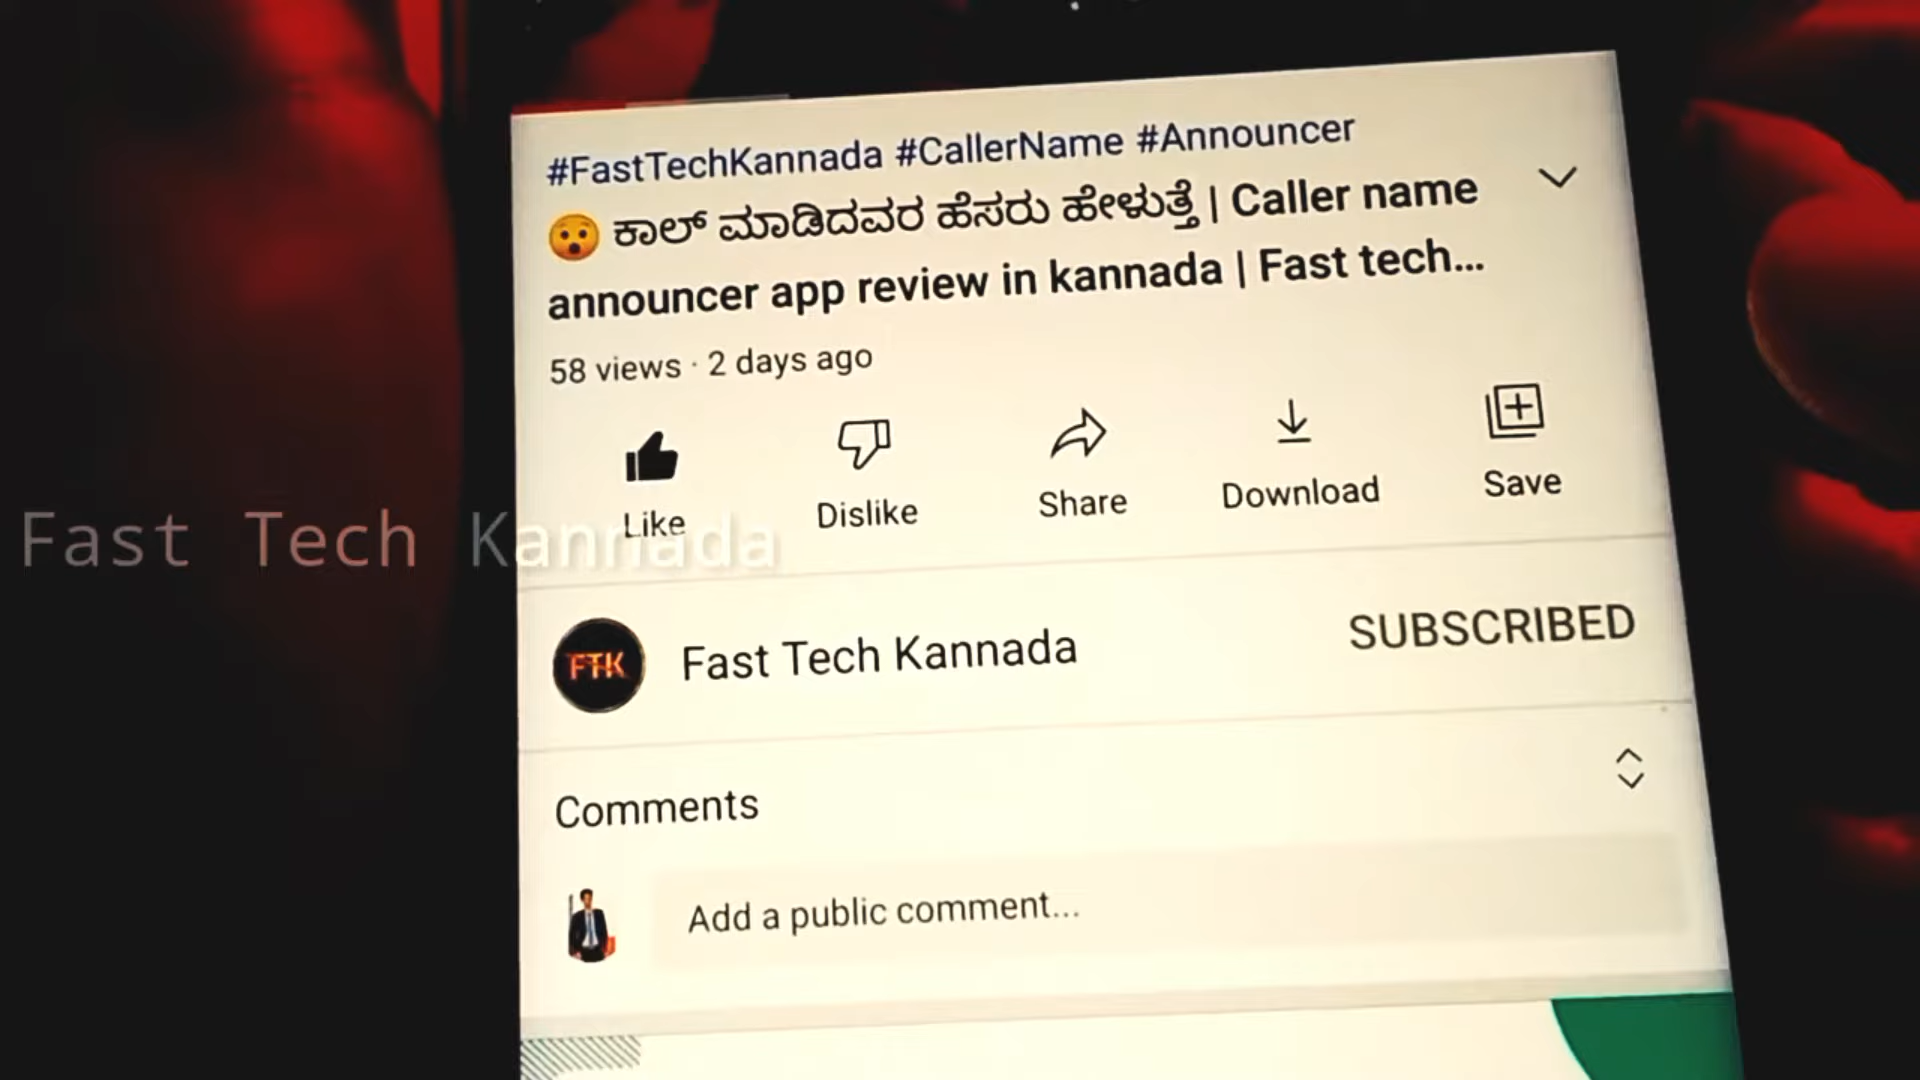 #FastTechKannada #CallerName #Announcer
😯 ಕಾಲ್ ಮಾಡಿದವರ ಹೆಸರು ಹೇಳುತ್ತೆ | Caller name
announcer app review in kannada | Fast tech...
58 views · 2 days ago
Like Dislike Share Download Save
Fast Tech Kannada
FTK Fast Tech Kannada SUBSCRIBED
Comments
Add a public comment...